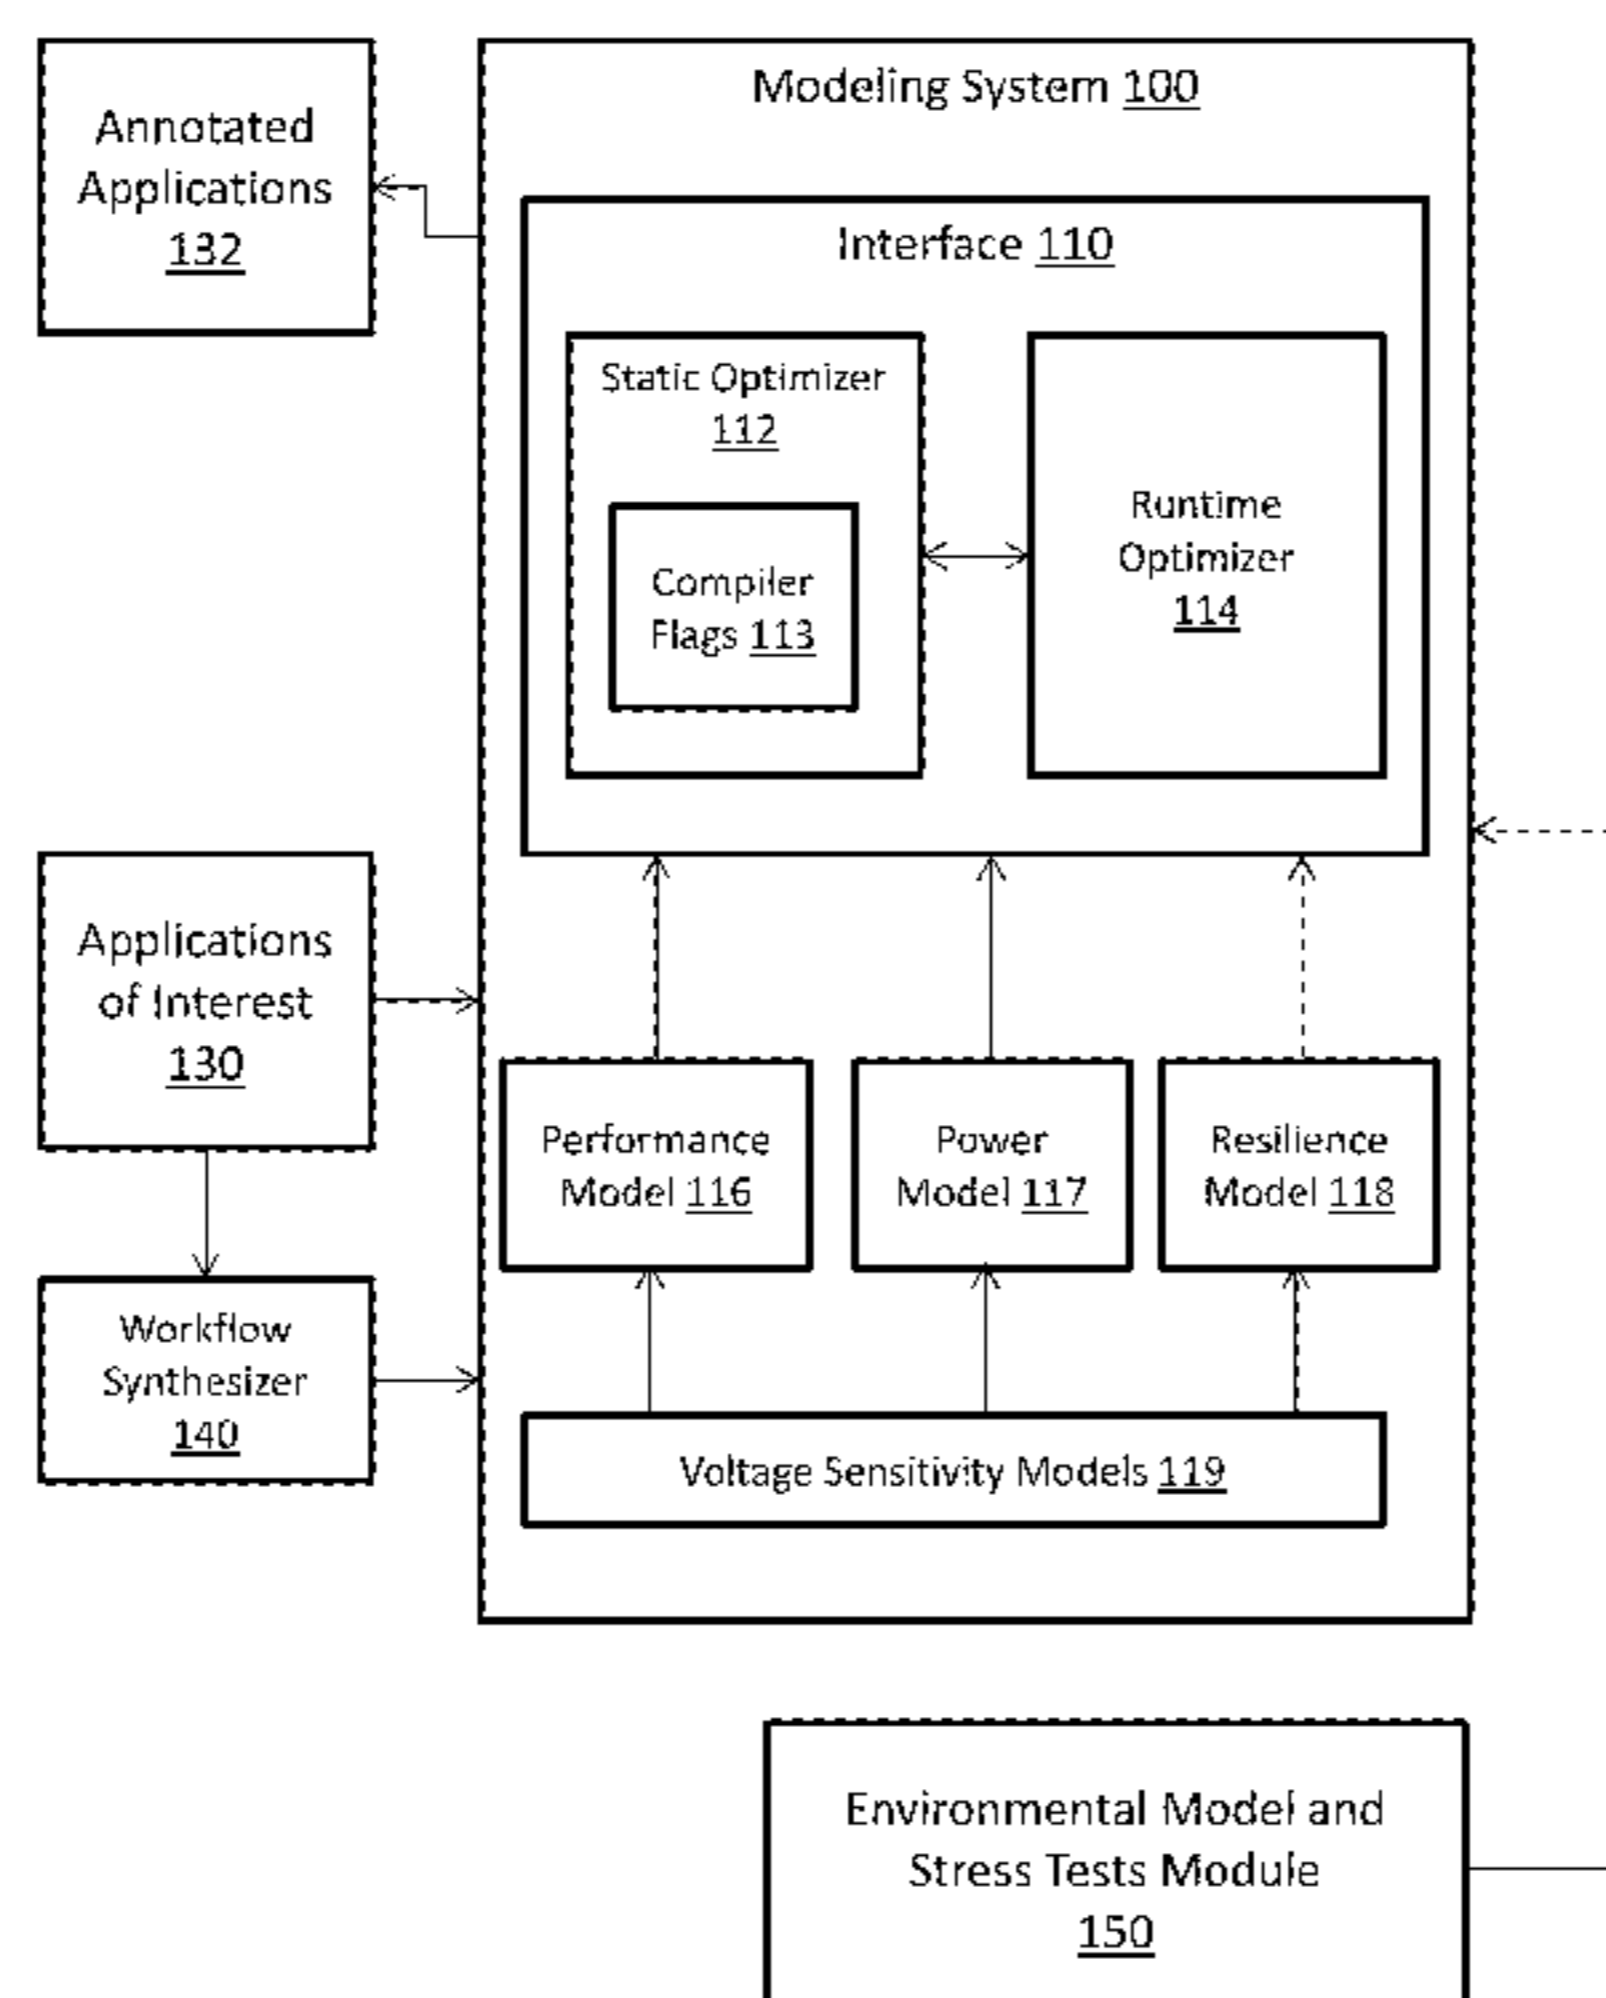 Annotated
Applications
132
Modeling System 100
Interface 110
Static Optimizer
112
Compiler
Flags 113
Runtime
Optimizer
114
Applications
of Interest
130
Performance
Model 116
Power
Model 117
Resilience
Model 118
Workflow
Synthesizer
140
Voltage Sensitivity Models 119
Environmental Model and
Stress Tests Module
150